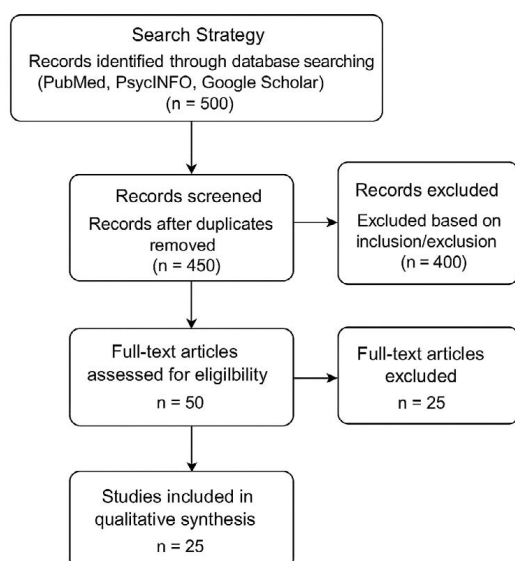 Search Strategy
Records identified through database searching
(PubMed, PsycINFO, Google Scholar)
(n = 500)
Records screened
Records after duplicates
removed
(n = 450)
Records excluded
Excluded based on
inclusion/exclusion
(n = 400)
Full-text articles
assessed for eligilbility
n = 50
Full-text articles
excluded
n = 25
Studies included in
qualitative synthesis
n = 25